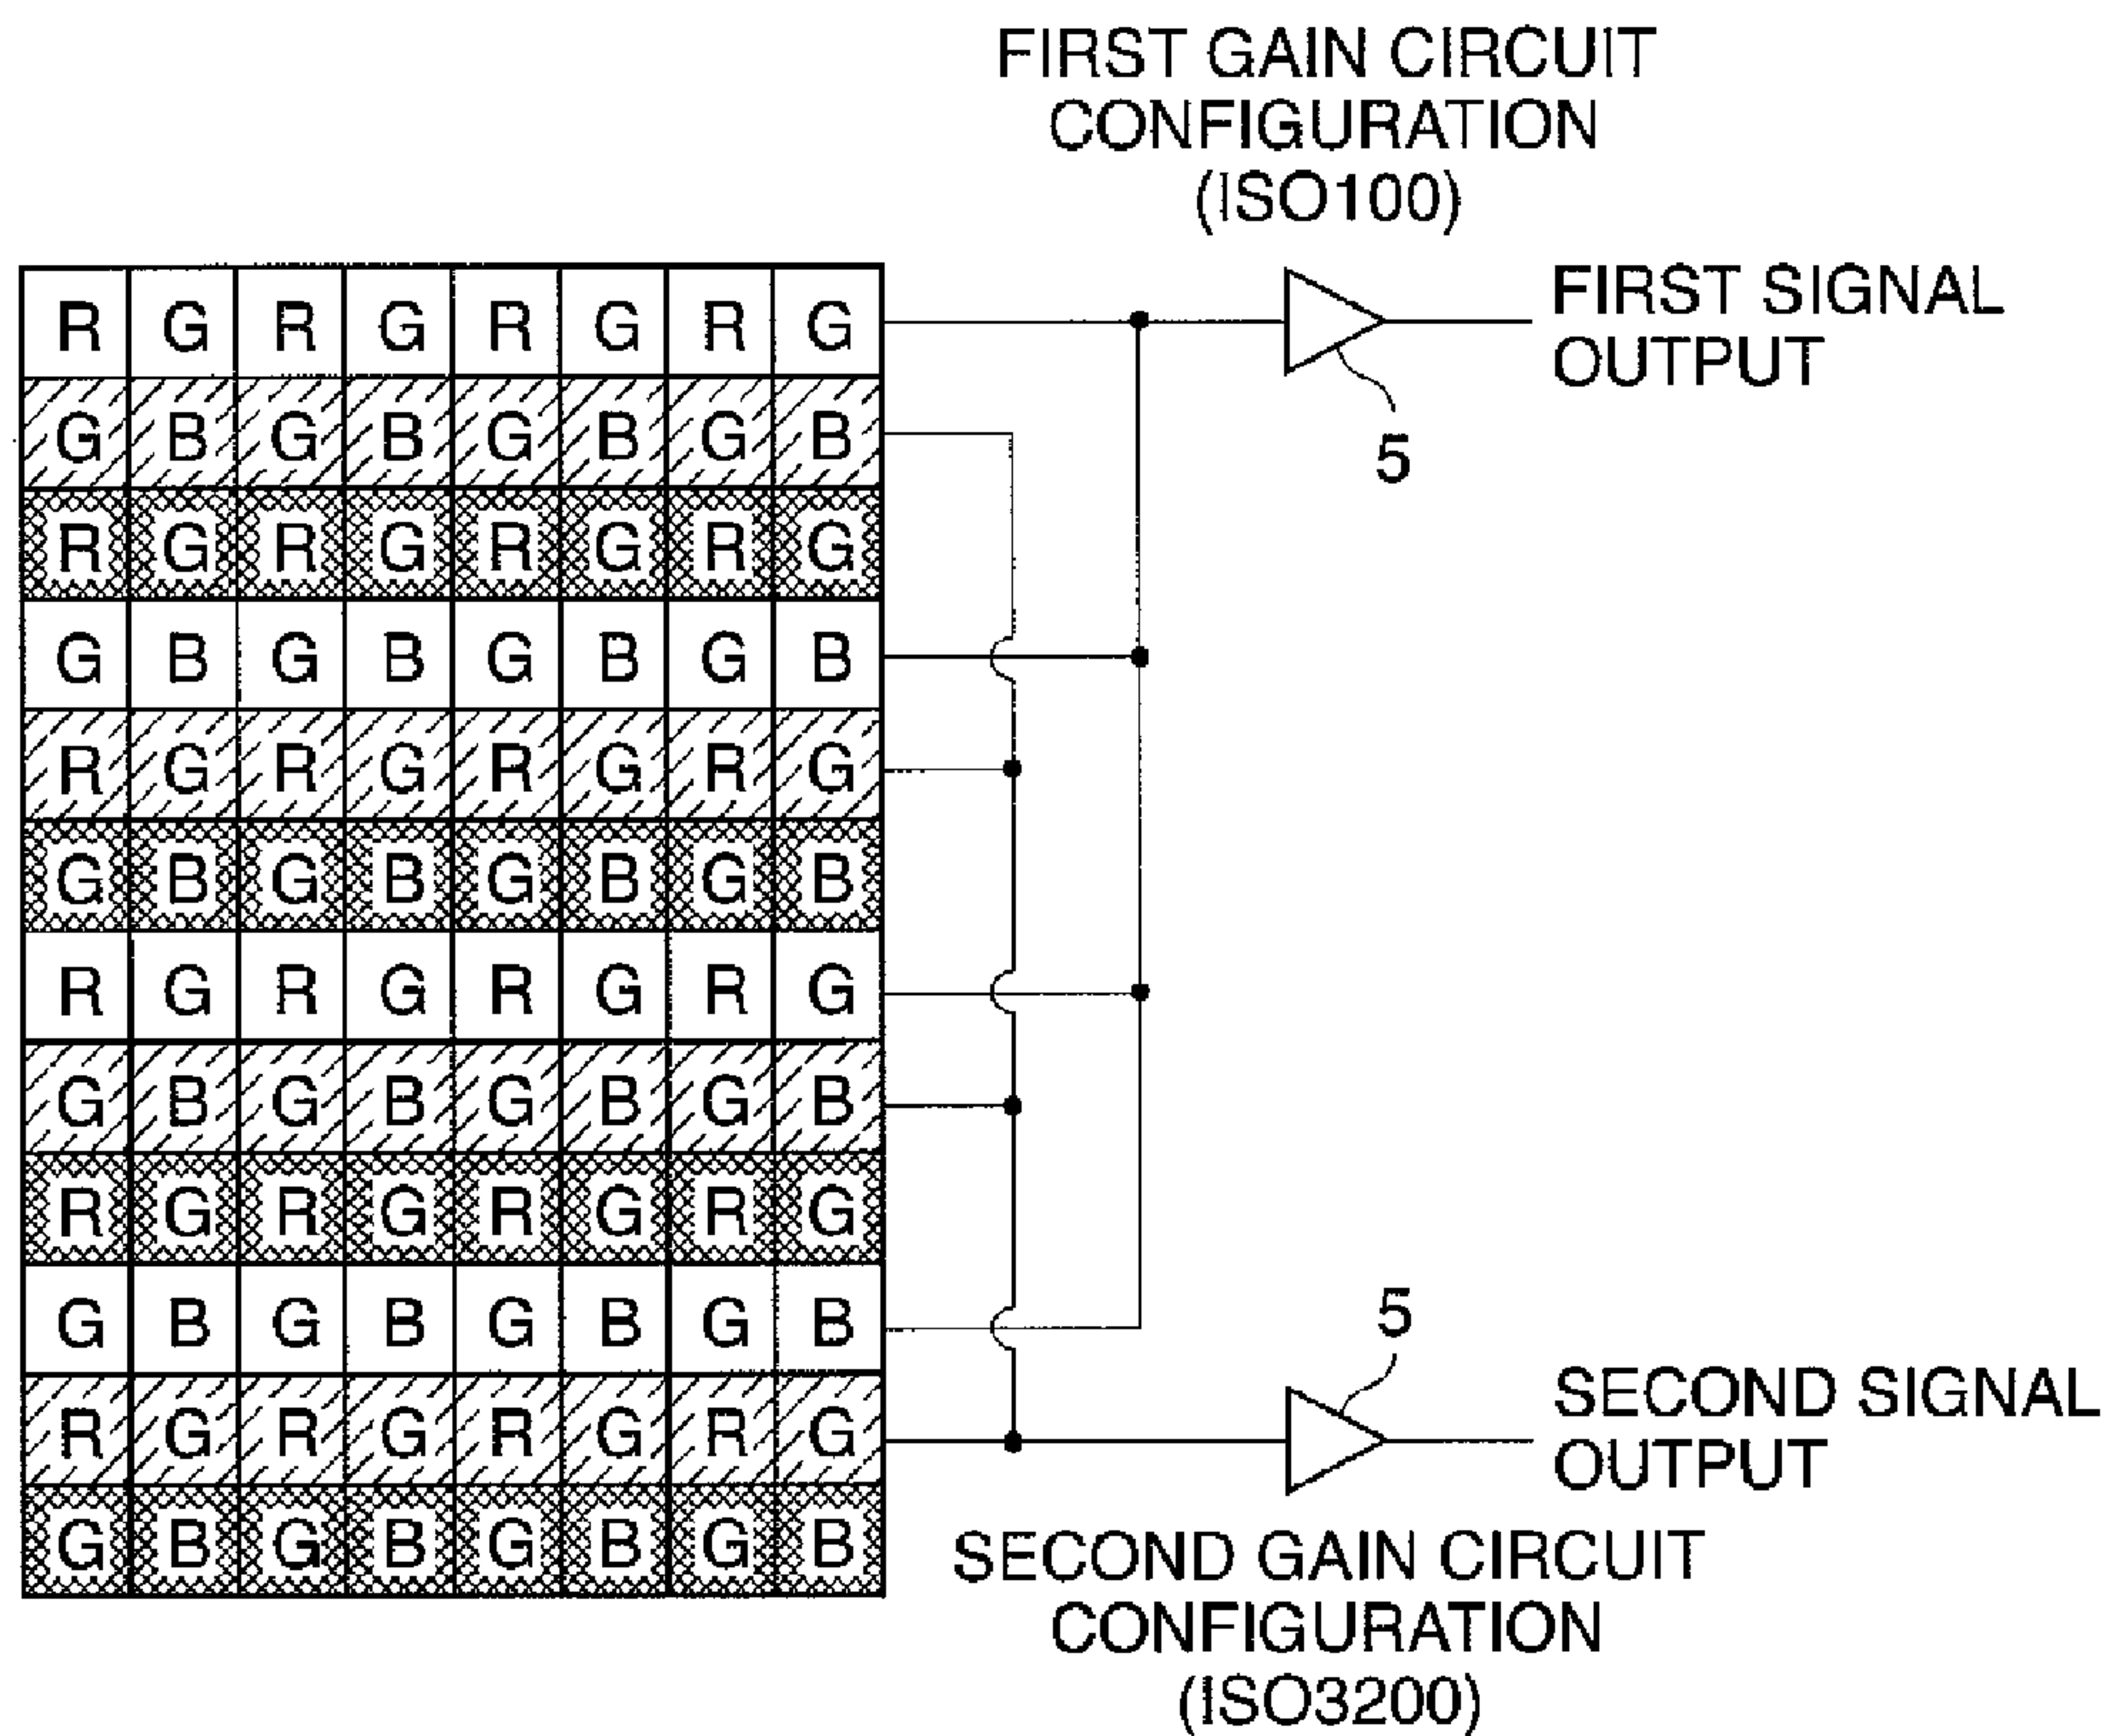 FIRST GAIN CIRCUIT
CONFIGURATION
(ISO100)
R G R G R G R G
FIRST SIGNAL
OUTPUT
5
G B G B G B G B
R G R G R G R G
G B G B G B G B
R G R G R G R G
G B G B G B G B
R G R G R G R G
G B G B G B G B
R G R G R G R G
G B G B G B G B
5
R G R G R G R G
SECOND SIGNAL
OUTPUT
G B G B G B G B
SECOND GAIN CIRCUIT
CONFIGURATION
(ISO3200)